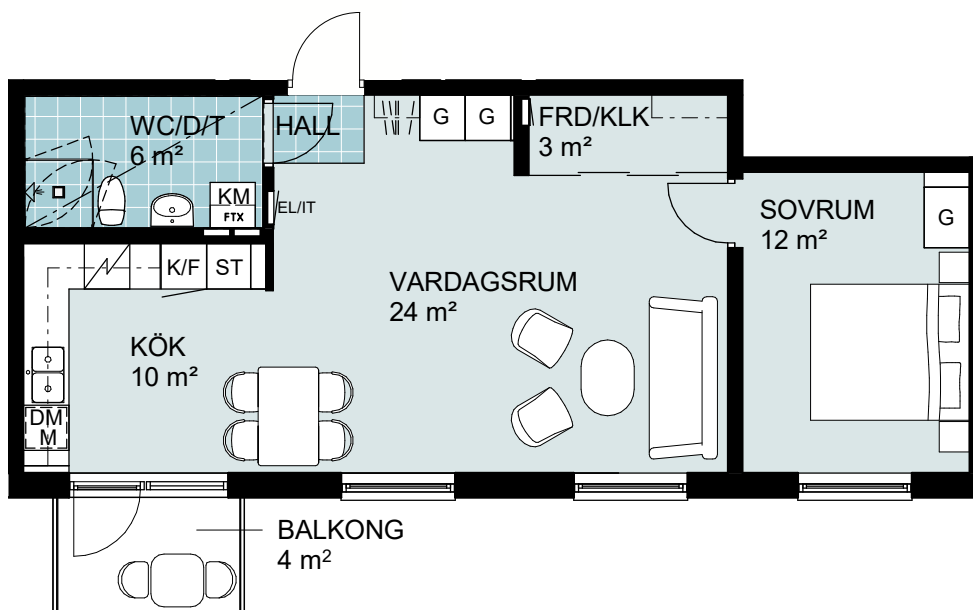 WC/D/T
6 m²
HALL
G
G
FRD/KLK
3 m²
KM
FTX
EL/IT
SOVRUM
12 m²
G
K/F
ST
VARDAGSRUM
24 m²
KÖK
10 m²
DM
M
BALKONG
4 m²